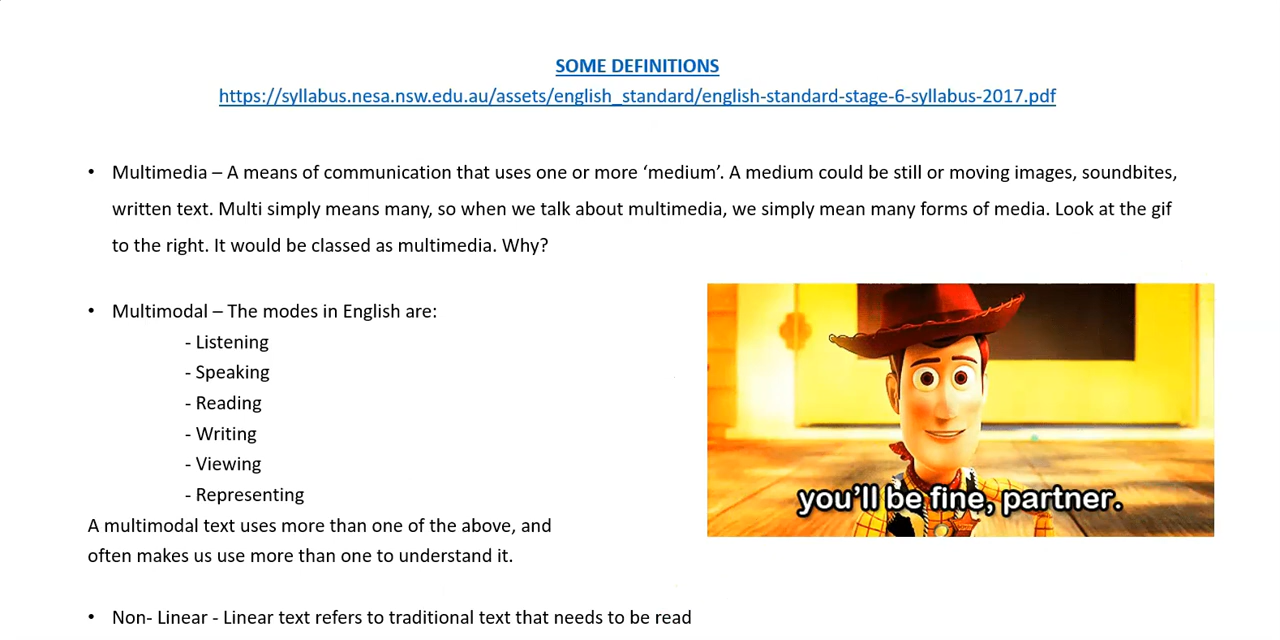 SOME DEFINITIONS
https://syllabus.nesa.nsw.edu.au/assets/english_standard/english-standard-stage-6-syllabus-2017.pdf
• Multimedia – A means of communication that uses one or more ‘medium’. A medium could be still or moving images, soundbites,
written text. Multi simply means many, so when we talk about multimedia, we simply mean many forms of media. Look at the gif
to the right. It would be classed as multimedia. Why?
• Multimodal – The modes in English are:
- Listening
- Speaking
- Reading
- Writing
- Viewing
- Representing
A multimodal text uses more than one of the above, and
often makes us use more than one to understand it.
you’ll be fine, partner.
• Non- Linear - Linear text refers to traditional text that needs to be read